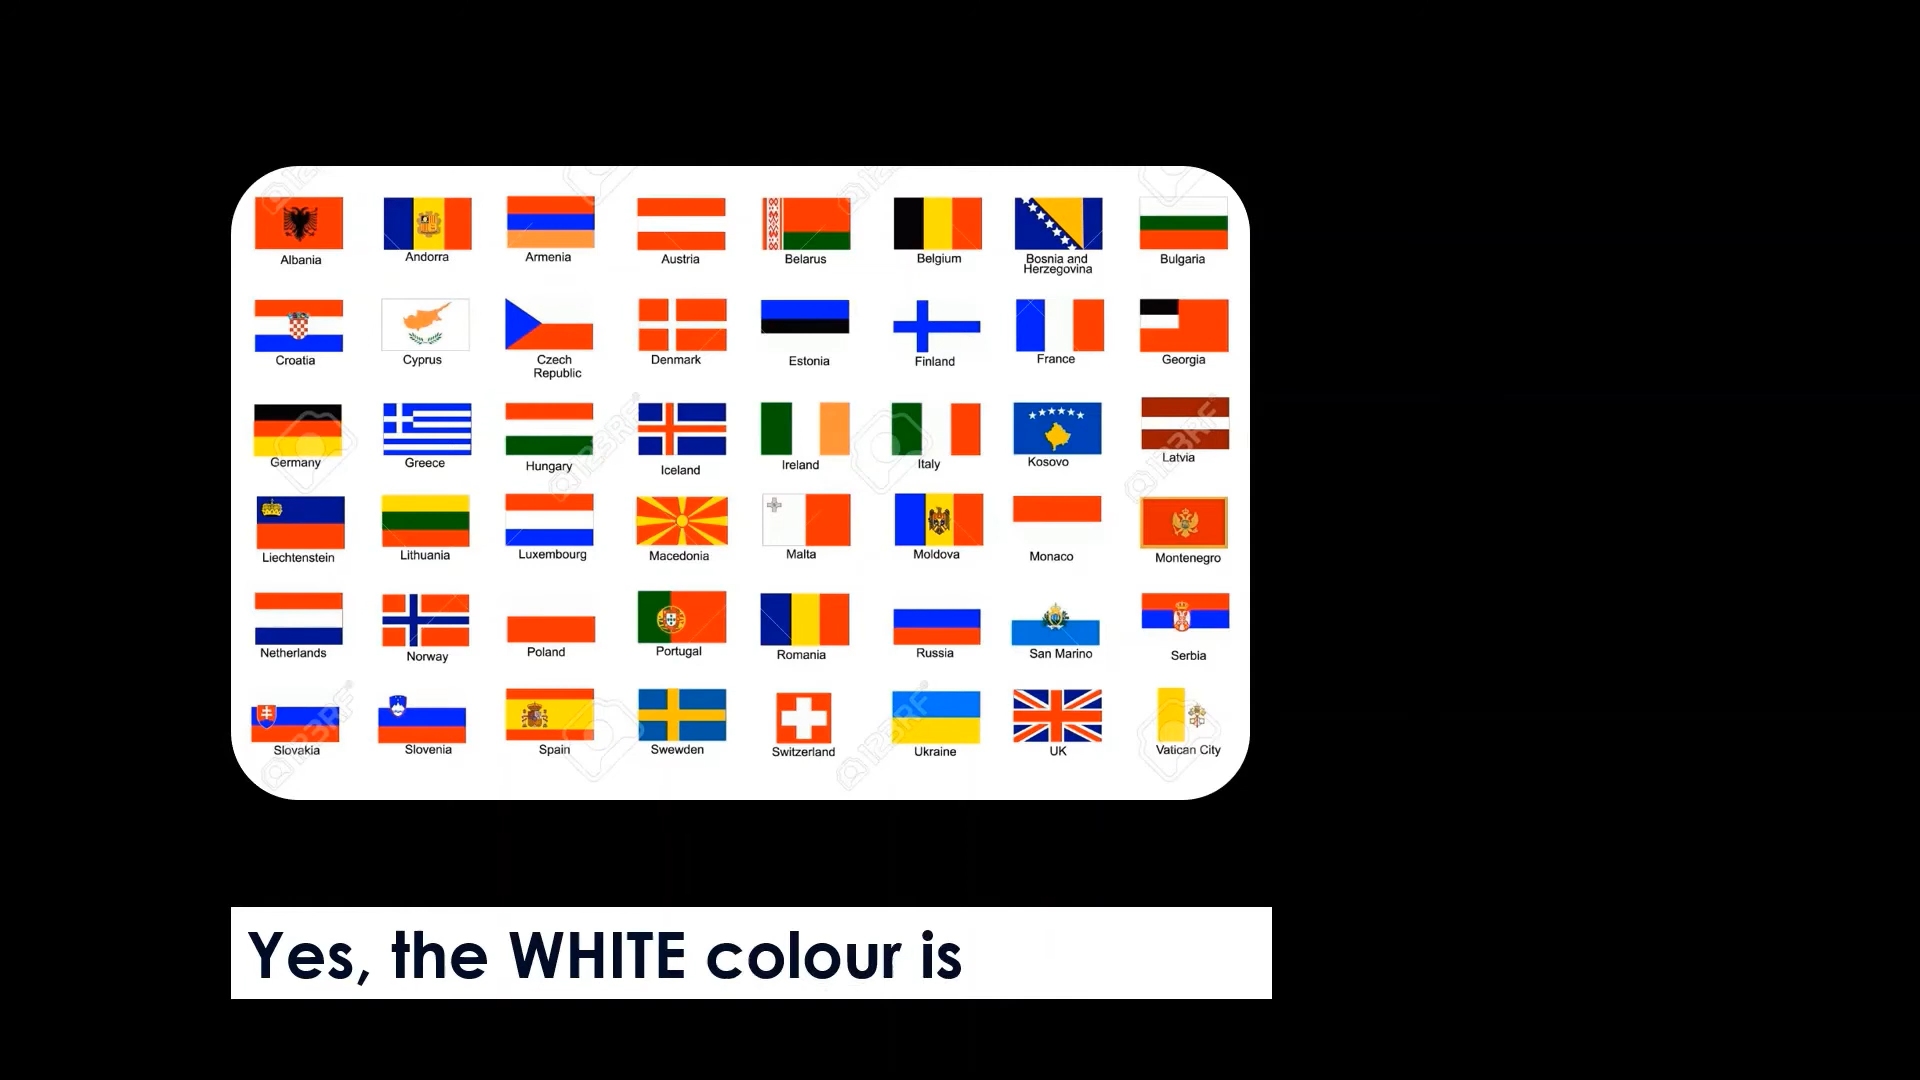 Albania Andorra Armenia Austria Belarus Belgium Bosnia and Bulgaria
Herzegovina
Croatia Cyprus Czech Denmark Estonia Finland France Georgia
Republic
Germany Greece Hungary Iceland Ireland Italy Kosovo Latvia
Liechtenstein Lithuania Luxembourg Macedonia Malta Moldova Monaco Montenegro
Netherlands Norway Poland Portugal Romania Russia San Marino Serbia
Slovakia Slovenia Spain Swewden Switzerland Ukraine UK Vatican City
Yes, the WHITE colour is